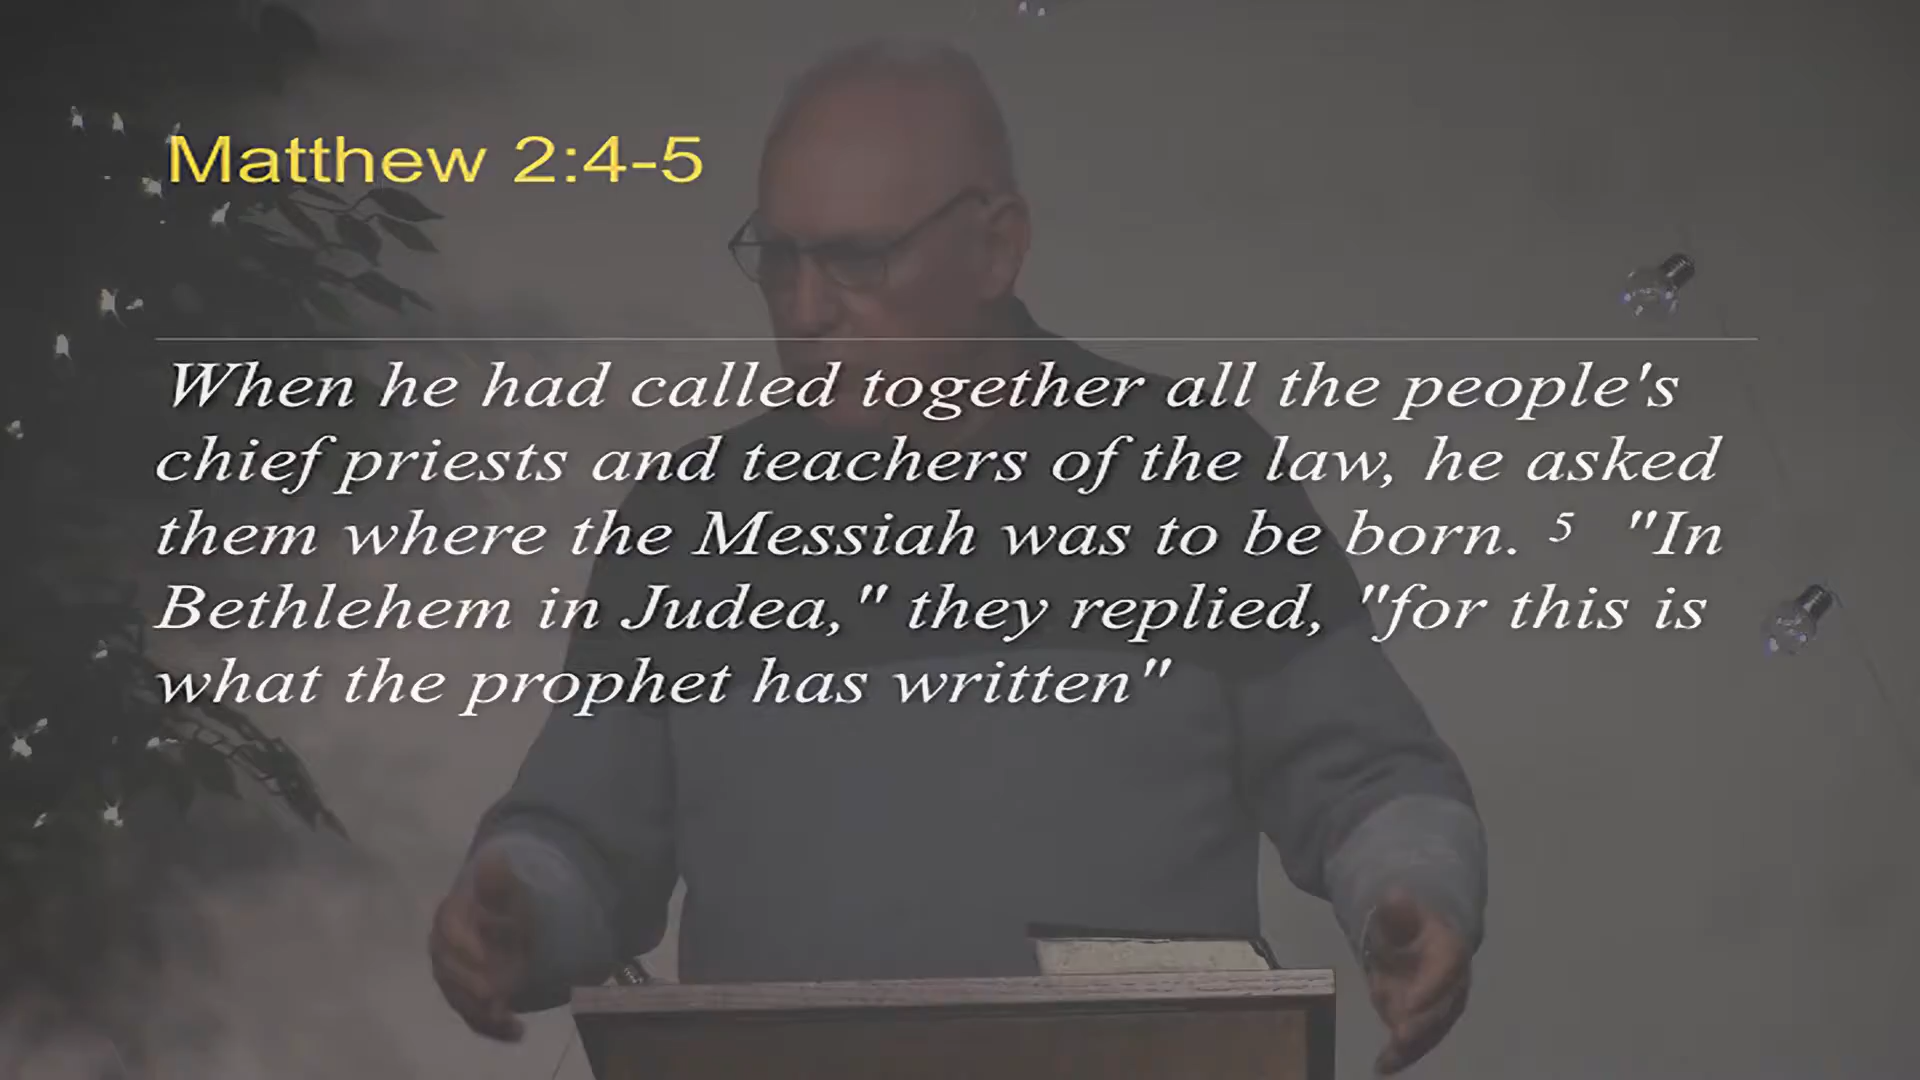 Matthew 2:4-5
When he had called together all the people's
chief priests and teachers of the law, he asked
them where the Messiah was to be born. ⁵ "In
Bethlehem in Judea," they replied, "for this is
what the prophet has written"